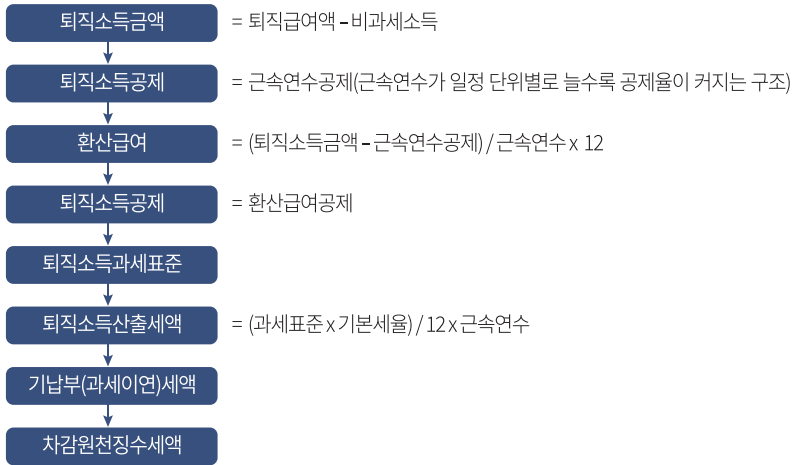 퇴직소득금액 = 퇴직급여액 – 비과세소득
퇴직소득공제 = 근속연수공제(근속연수가 일정 단위별로 늘수록 공제율이 커지는 구조)
환산급여 = (퇴직소득금액 – 근속연수공제) / 근속연수 x 12
퇴직소득공제 = 환산급여공제
퇴직소득과세표준
퇴직소득산출세액 = (과세표준 x 기본세율) / 12 x 근속연수
기납부(과세이연)세액
차감원천징수세액